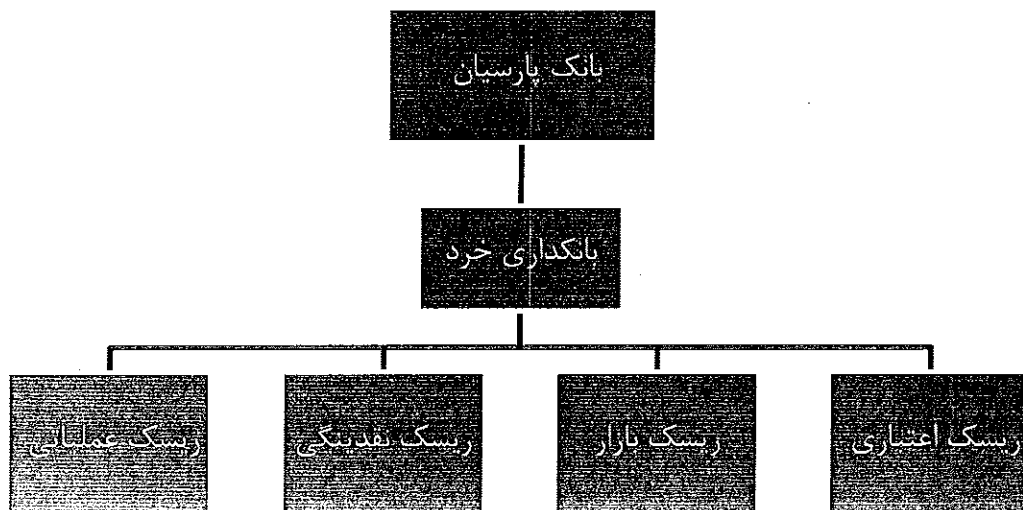 بانک پارسیان
بانکداری خرد
ریسک اعتباری
ریسک بازار
ریسک نقدینگی
ریسک عملیاتی